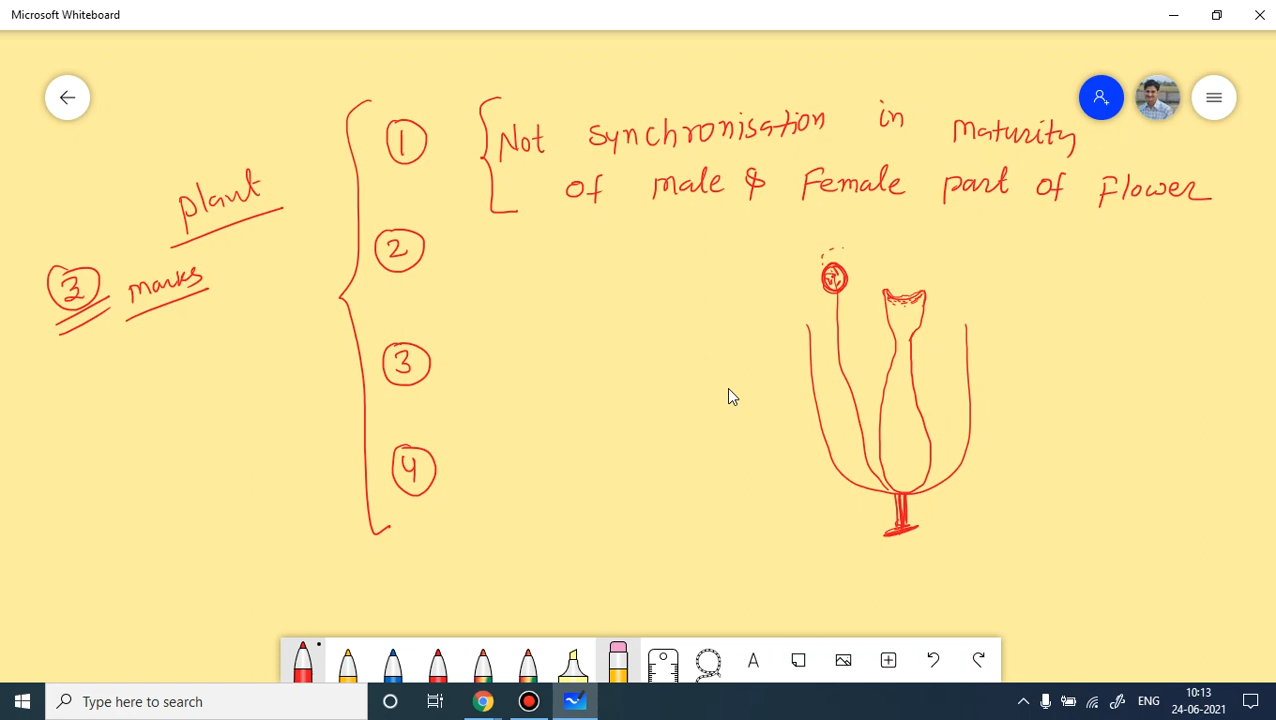 Microsoft Whiteboard
plant
3 marks
1 Not synchronisation in maturity
of male & Female part of Flower
2
3
4
A
Type here to search
ENG
10:13
24-06-2021